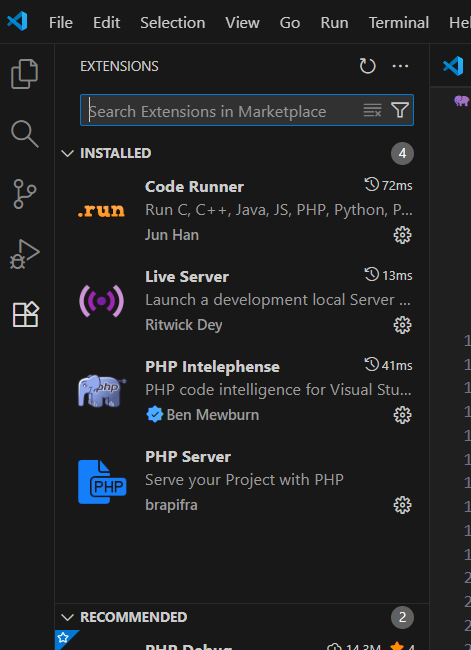 File Edit Selection View Go Run Terminal
EXTENSIONS
Search Extensions in Marketplace
INSTALLED 4
Code Runner 72ms
.run Run C, C++, Java, JS, PHP, Python, P...
Jun Han
Live Server 13ms
Launch a development local Server ...
Ritwick Dey
PHP Intelephense 41ms
php PHP code intelligence for Visual Stu...
Ben Mewburn
PHP Server
PHP Serve your Project with PHP
brapifra
RECOMMENDED 2
PHP Debug 14.3M 4